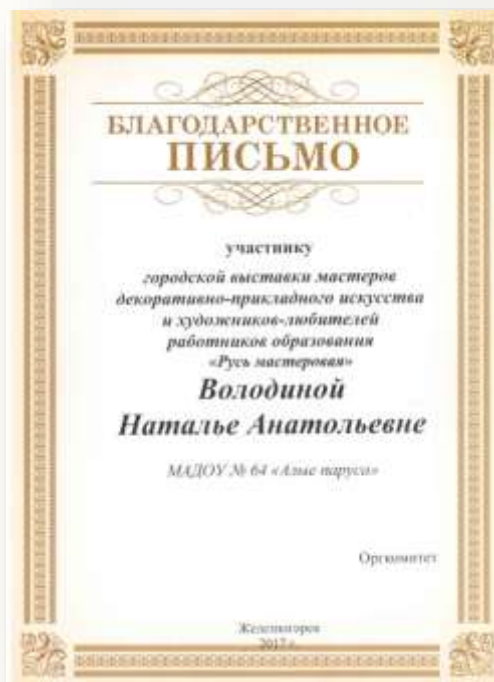 БЛАГОДАРСТВЕННОЕ
ПИСЬМО
участнику
городской выставки мастеров
декоративно-прикладного искусства
и художников-любителей
работников образования
«Русь мастеровая»
Володиной
Наталье Анатольевне
МАДОУ № 64 «Алые паруса»
Оргкомитет
Железногорск
2017 г.